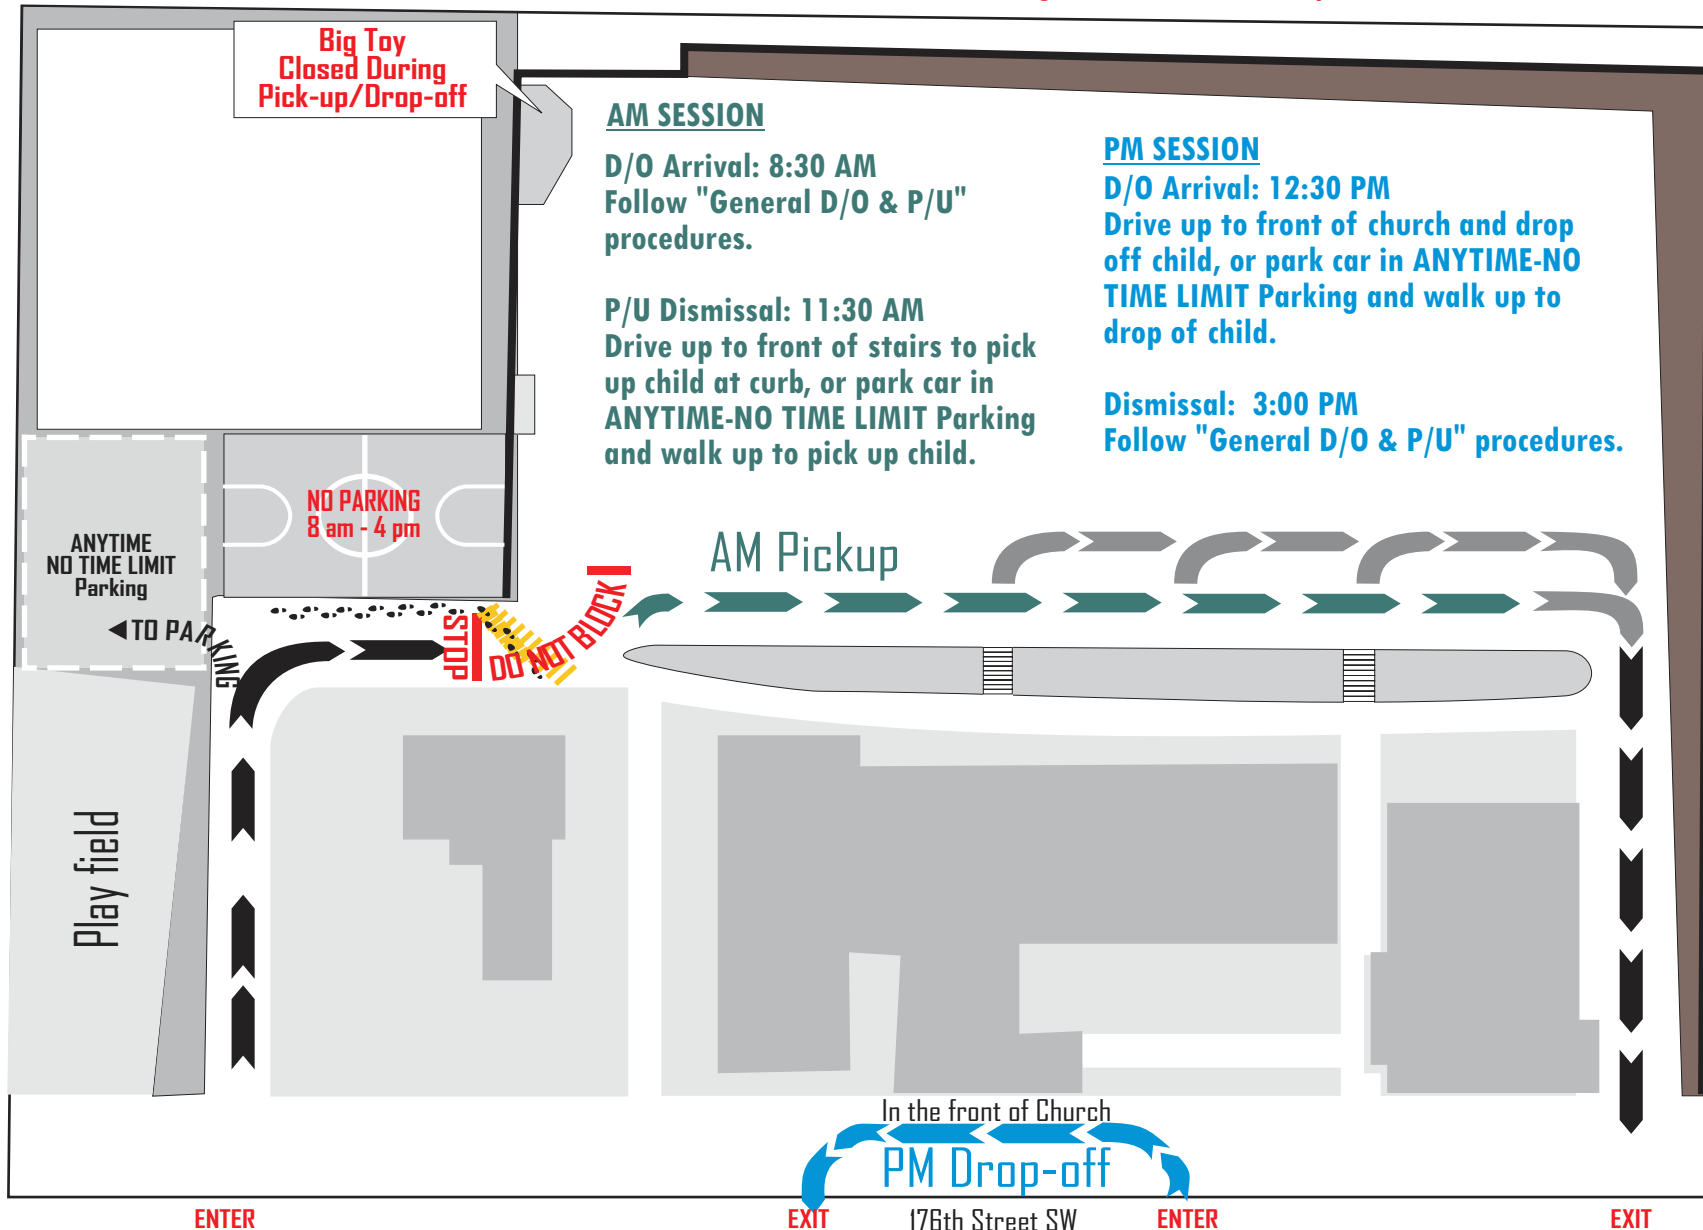 Big Toy
Closed During
Pick-up/Drop-off
AM SESSION
D/O Arrival: 8:30 AM
Follow "General D/O & P/U"
procedures.
P/U Dismissal: 11:30 AM
Drive up to front of stairs to pick
up child at curb, or park car in
ANYTIME-NO TIME LIMIT Parking
and walk up to pick up child.
PM SESSION
D/O Arrival: 12:30 PM
Drive up to front of church and drop
off child, or park car in ANYTIME-NO
TIME LIMIT Parking and walk up to
drop of child.
Dismissal: 3:00 PM
Follow "General D/O & P/U" procedures.
NO PARKING
8 am - 4 pm
ANYTIME
NO TIME LIMIT
Parking
TO PARKING
STOP
DO NOT BLOCK
AM Pickup
Play field
In the front of Church
PM Drop-off
ENTER
EXIT
176th Street SW
ENTER
EXIT